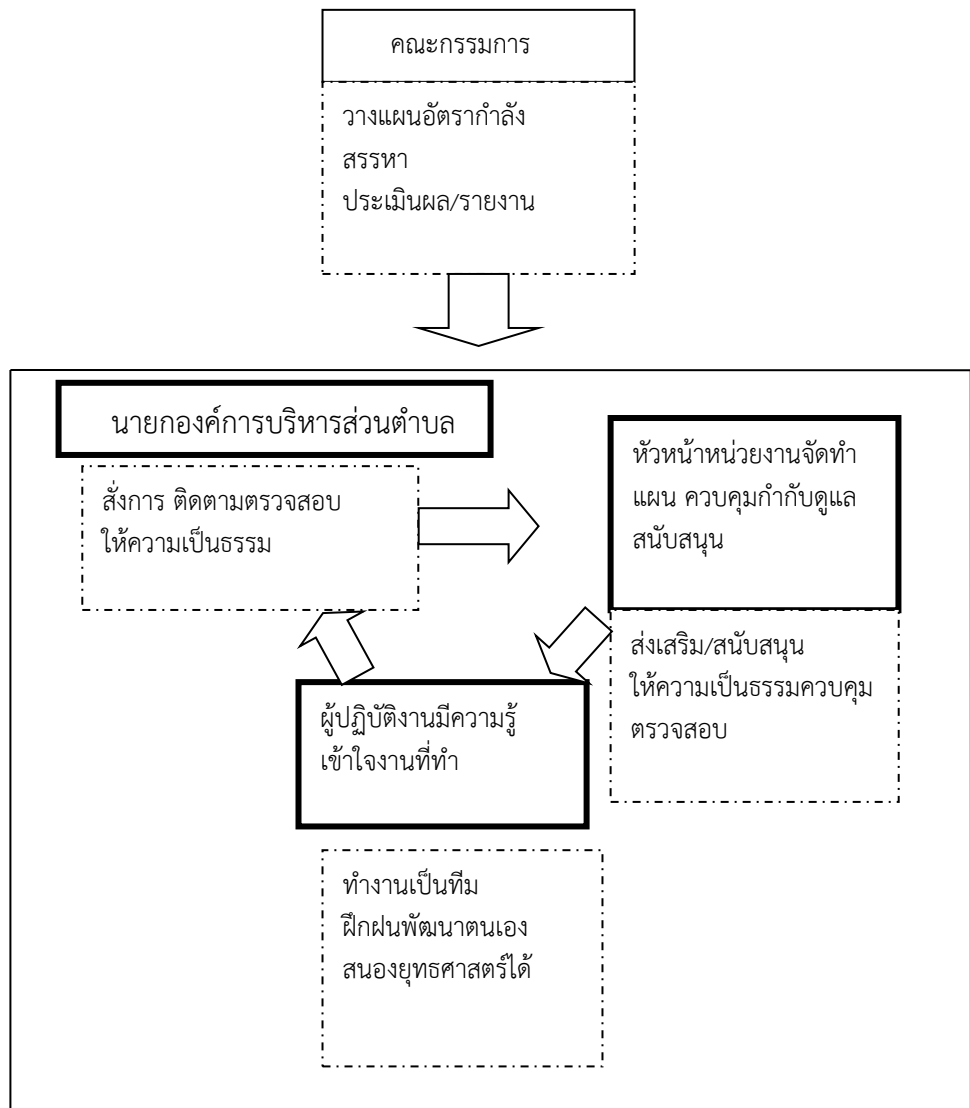 คณะกรรมการ
วางแผนอัตรากำลัง
สรรหา
ประเมินผล/รายงาน
นายกองค์การบริหารส่วนตำบล
สั่งการ ติดตามตรวจสอบ
ให้ความเป็นธรรม
หัวหน้าหน่วยงานจัดทำ
แผน ควบคุมกำกับดูแล
สนับสนุน
ส่งเสริม/สนับสนุน
ให้ความเป็นธรรมควบคุม
ตรวจสอบ
ผู้ปฏิบัติงานมีความรู้
เข้าใจงานที่ทำ
ทำงานเป็นทีม
ฝึกฝนพัฒนาตนเอง
สนองยุทธศาสตร์ได้